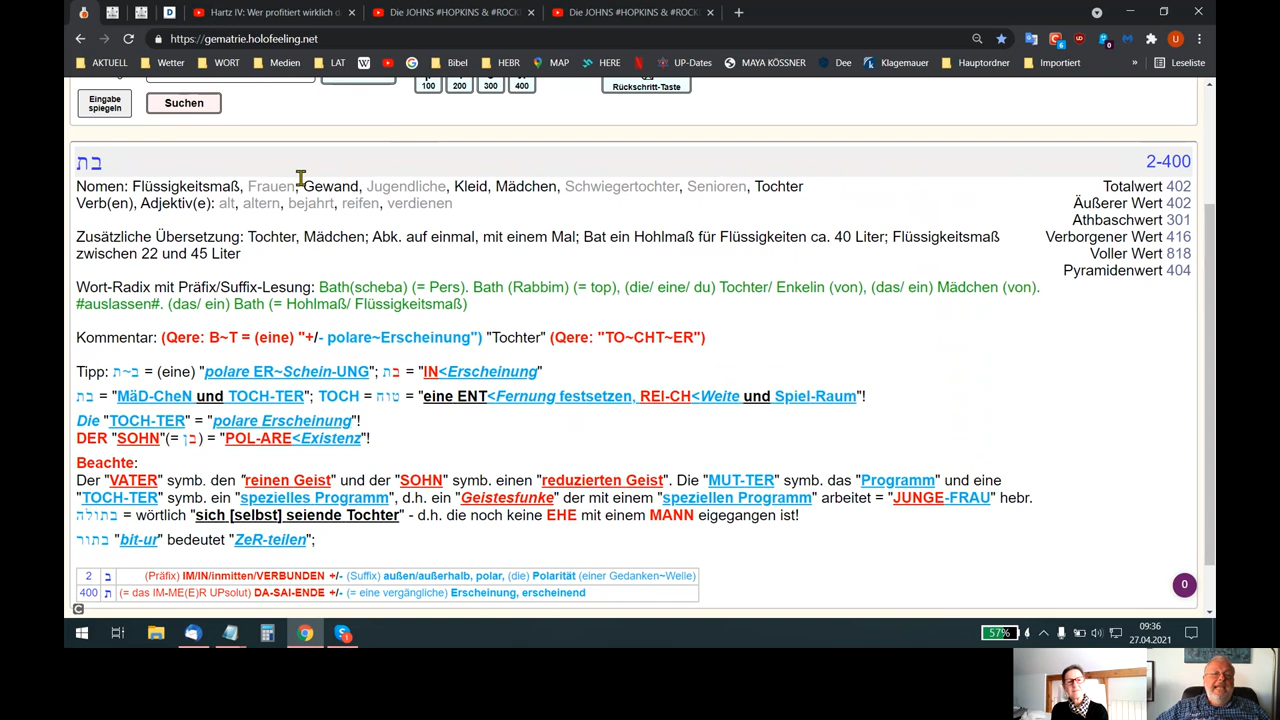 Hartz IV: Wer profitiert wirklich d
Die JOHNS #HOPKINS & #ROCK
Die JOHNS #HOPKINS & #ROCK
https://gematrie.holofeeling.net
AKTUELL Wetter WORT Medien LAT Bibel HEBR MAP HERE UP-Dates MAYA KÖSSNER Dee Klagemauer Hauptordner Importiert » Leseliste
100 200 300 400 Rückschritt-Taste
Eingabe spiegeln Suchen
בת 2-400
Nomen: Flüssigkeitsmaß, Frauen, Gewand, Jugendliche, Kleid, Mädchen, Schwiegertochter, Senioren, Tochter
Totalwert 402
Verb(en), Adjektiv(e): alt, altern, bejahrt, reifen, verdienen
Äußerer Wert 402
Athbaschwert 301
Zusätzliche Übersetzung: Tochter, Mädchen; Abk. auf einmal, mit einem Mal; Bat ein Hohlmaß für Flüssigkeiten ca. 40 Liter; Flüssigkeitsmaß
Verborgener Wert 416
zwischen 22 und 45 Liter
Voller Wert 818
Pyramidenwert 404
Wort-Radix mit Präfix/Suffix-Lesung: Bath(scheba) (= Pers). Bath (Rabbim) (= top), (die/ eine/ du) Tochter/ Enkelin (von), (das/ ein) Mädchen (von).
#auslassen#. (das/ ein) Bath (= Hohlmaß/ Flüssigkeitsmaß)
Kommentar: (Qere: B~T = (eine) "+/- polare~Erscheinung") "Tochter" (Qere: "TO~CHT~ER")
Tipp: ב~ת = (eine) "polare ER~Schein-UNG"; בת = "IN<Erscheinung"
בת = "MäD-CheN und TOCH-TER"; TOCH = טוה = "eine ENT<Fernung festsetzen, REI-CH<Weite und Spiel-Raum"!
Die "TOCH-TER" = "polare Erscheinung"!
DER "SOHN"(= בן) = "POL-ARE<Existenz"!
Beachte:
Der "VATER" symb. den "reinen Geist" und der "SOHN" symb. einen "reduzierten Geist". Die "MUT-TER" symb. das "Programm" und eine
"TOCH-TER" symb. ein "spezielles Programm", d.h. ein "Geistesfunke" der mit einem "speziellen Programm" arbeitet = "JUNGE-FRAU" hebr.
בתולה = wörtlich "sich [selbst] seiende Tochter" - d.h. die noch keine EHE mit einem MANN eigegangen ist!
בתור "bit-ur" bedeutet "ZeR-teilen";
2 ב (Präfix) IM/IN/inmitten/VERBUNDEN +/- (Suffix) außen/außerhalb, polar, (die) Polarität (einer Gedanken~Welle)
400 ת (= das IM-ME(E)R UPsolut) DA-SAI-ENDE +/- (= eine vergängliche) Erscheinung, erscheinend
0
57%
09:36
27.04.2021